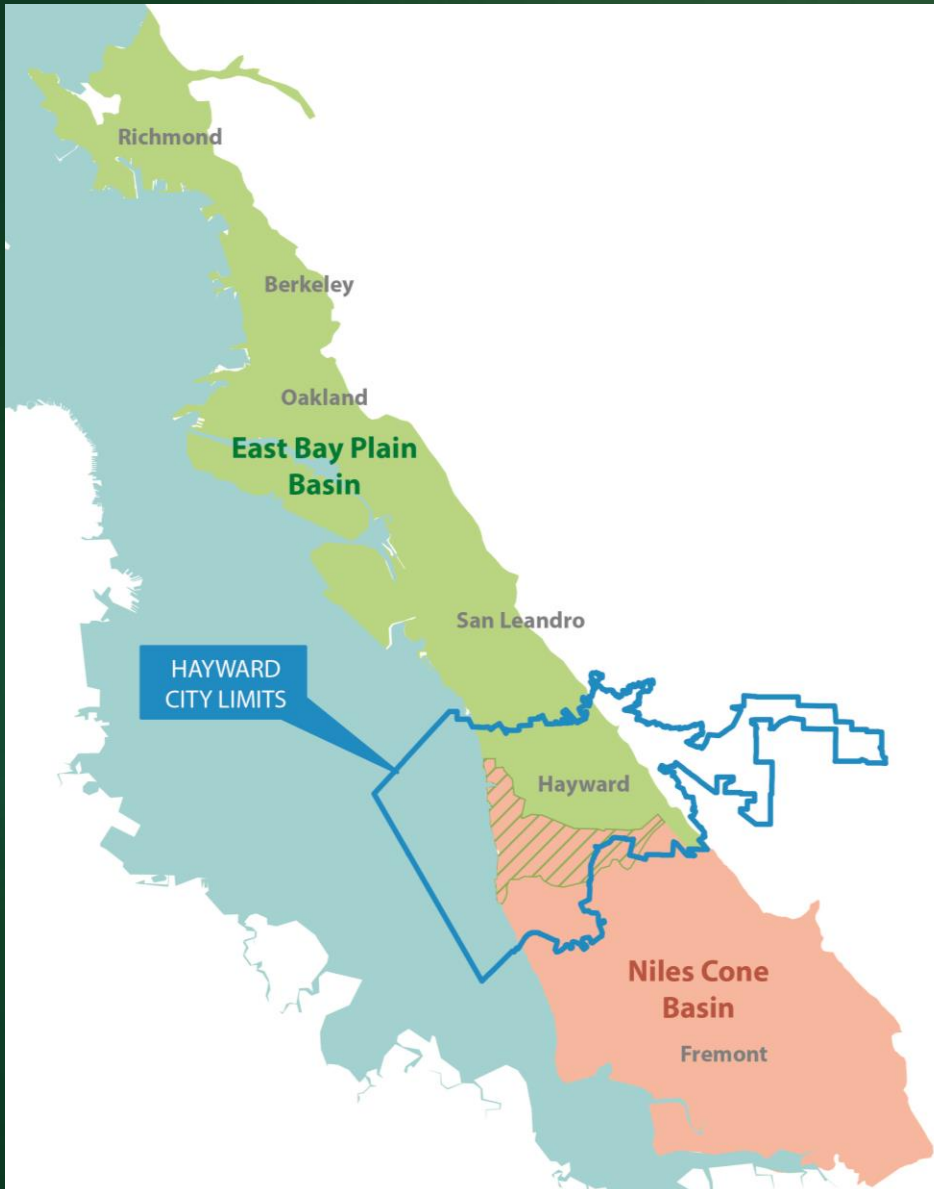 Richmond
Berkeley
Oakland
East Bay Plain
Basin
San Leandro
HAYWARD
CITY LIMITS
Hayward
Niles Cone
Basin
Fremont